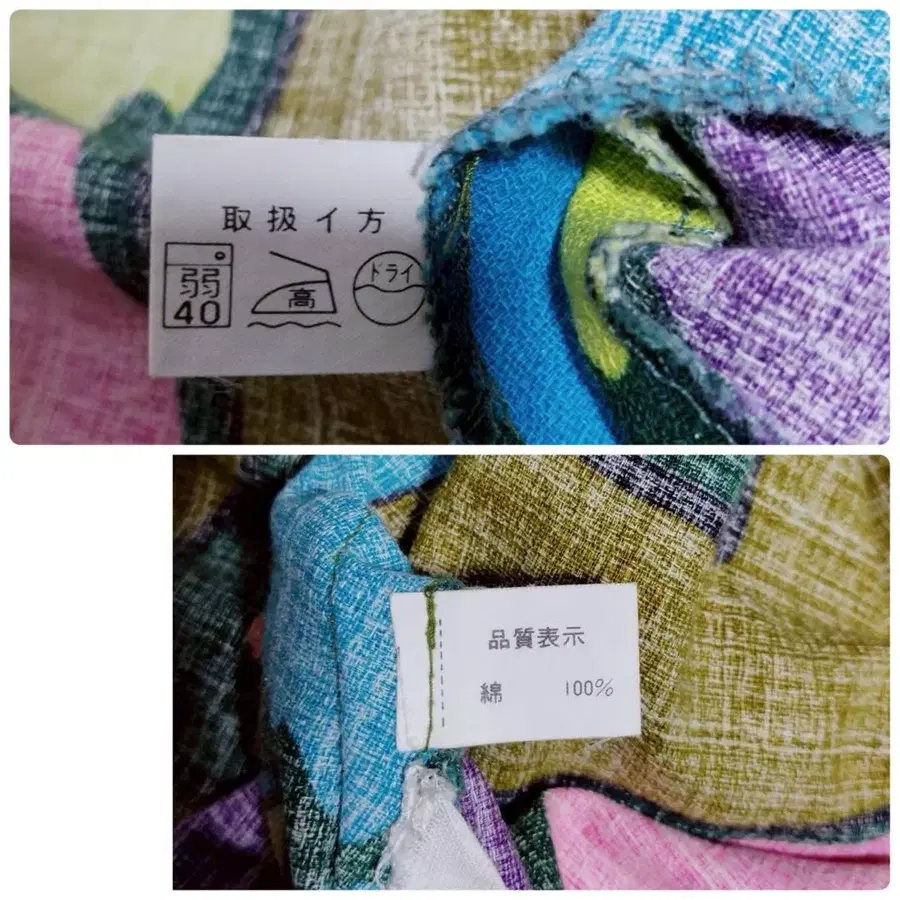 取扱イ方
弱 高 ドライ
40
品質表示
綿 100%